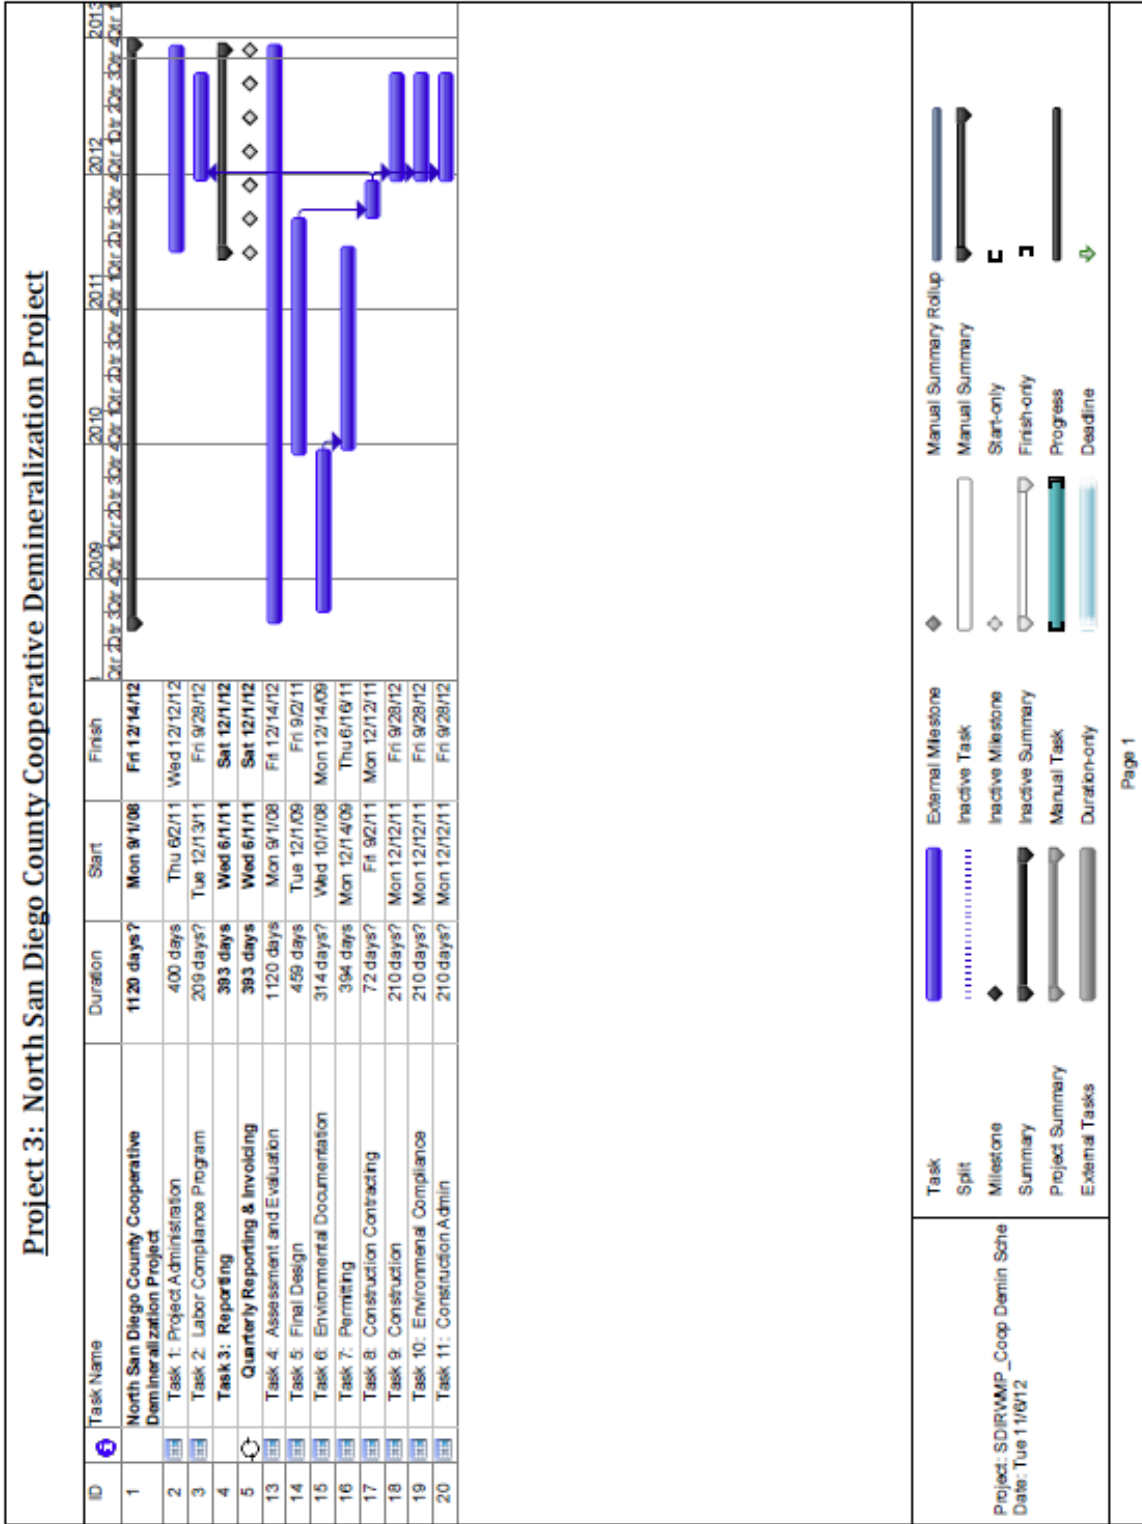 Project 3: North San Diego County Cooperative Demineralization Project
ID Task Name Duration Start Finish
2009 2010 2011 2012 2013
1 North San Diego County Cooperative Demineralization Project 1120 days? Mon 9/1/08 Fri 12/14/12
2 Task 1: Project Administration 400 days Thu 6/2/11 Wed 12/12/12
3 Task 2: Labor Compliance Program 209 days? Tue 12/13/11 Fri 9/28/12
4 Task 3: Reporting 393 days Wed 6/1/11 Sat 12/1/12
5 Quarterly Reporting & Invoicing 393 days Wed 6/1/11 Sat 12/1/12
13 Task 4: Assessment and Evaluation 1120 days Mon 9/1/08 Fri 12/14/12
14 Task 5: Final Design 459 days Tue 12/1/09 Fri 9/2/11
15 Task 6: Environmental Documentation 314 days? Wed 10/1/08 Mon 12/14/09
16 Task 7: Permitting 394 days Mon 12/14/09 Thu 6/16/11
17 Task 8: Construction Contracting 72 days? Fri 9/2/11 Mon 12/12/11
18 Task 9: Construction 210 days? Mon 12/12/11 Fri 9/28/12
19 Task 10: Environmental Compliance 210 days? Mon 12/12/11 Fri 9/28/12
20 Task 11: Construction Admin 210 days? Mon 12/12/11 Fri 9/28/12
Project: SDIRWMP_Coop Demin Sche
Date: Tue 11/6/12
Task External Milestone Manual Summary Rollup
Split Inactive Task Manual Summary
Milestone Inactive Milestone Start-only
Summary Inactive Summary Finish-only
Project Summary Manual Task Progress
External Tasks Duration-only Deadline
Page 1